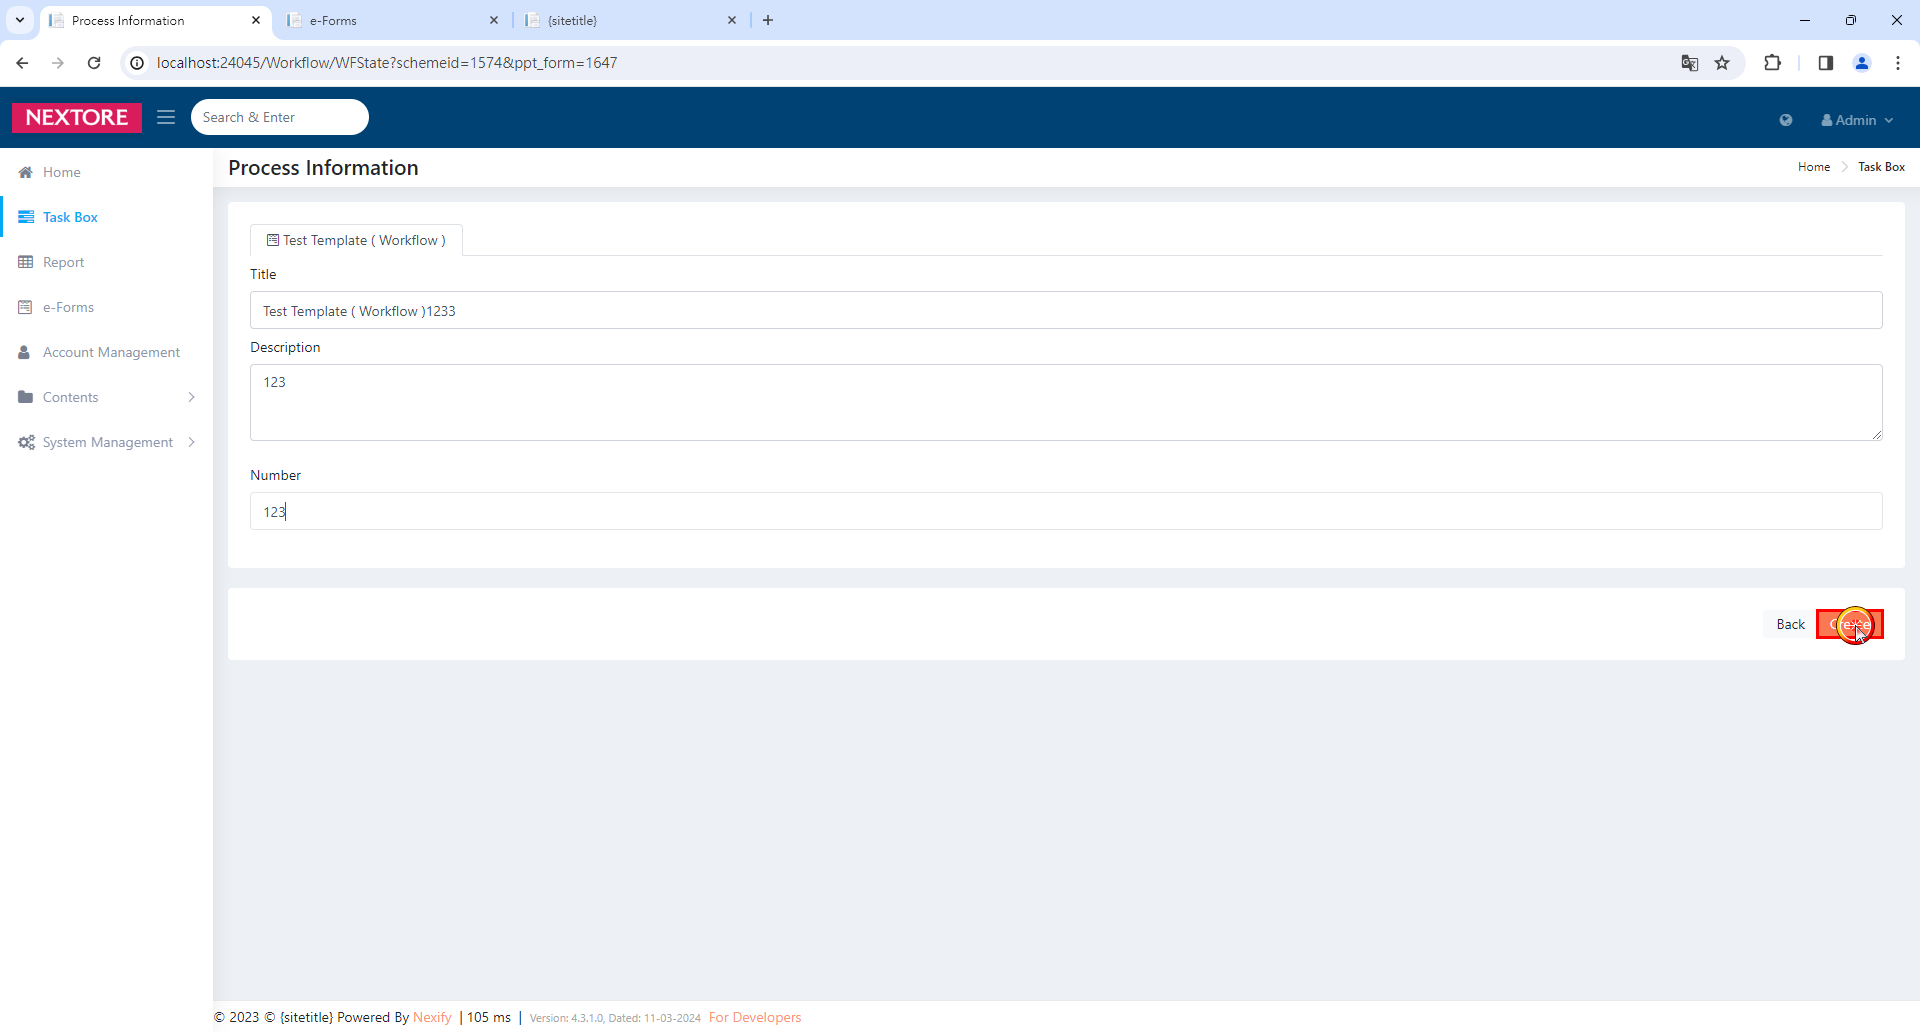 Process Information
e-Forms
{sitetitle}
localhost:24045/Workflow/WFState?schemeid=1574&ppt_form=1647
NEXTORE
Search & Enter
Admin
Home
Task Box
Report
e-Forms
Account Management
Contents
System Management
Process Information
Home
Task Box
Test Template ( Workflow )
Title
Test Template ( Workflow )1233
Description
123
Number
123
Back
Create
© 2023 © {sitetitle} Powered By Nexify | 105 ms | Version: 4.3.1.0, Dated: 11-03-2024 For Developers